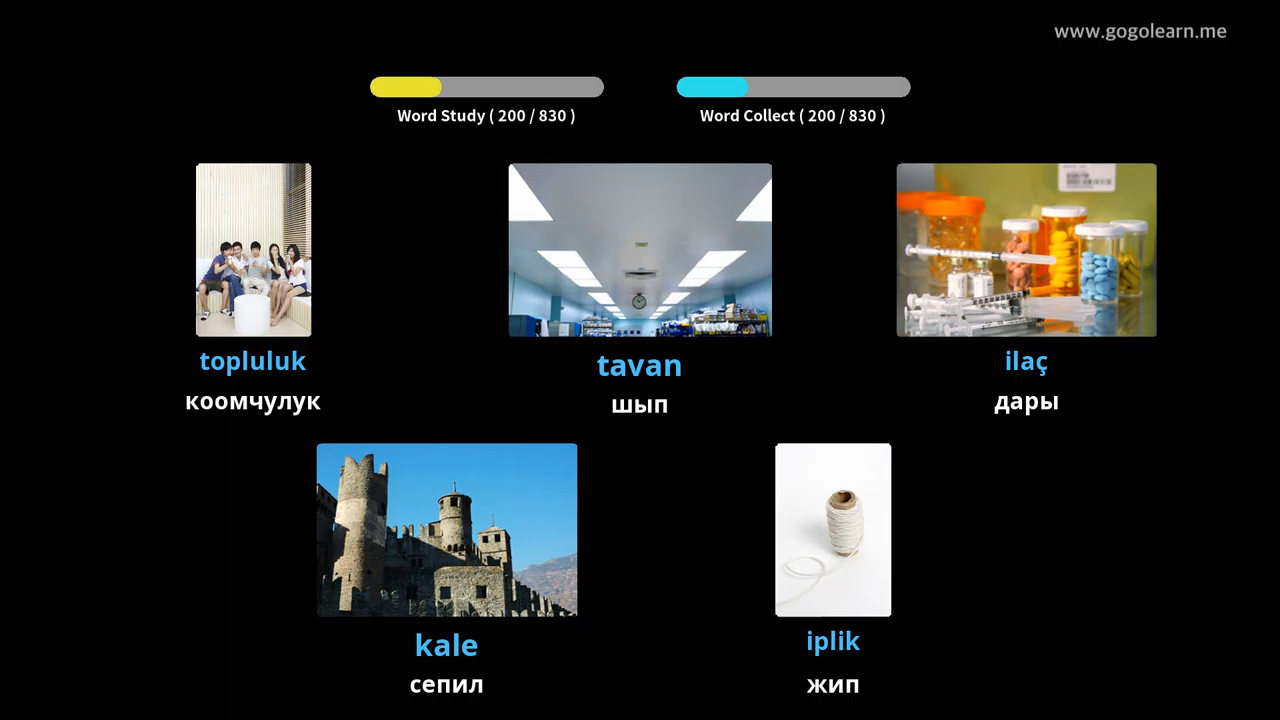 www.gogolearn.me
Word Study ( 200 / 830 )
Word Collect ( 200 / 830 )
topluluk
коомчулук
tavan
шып
ilaç
дары
kale
сепил
iplik
жип